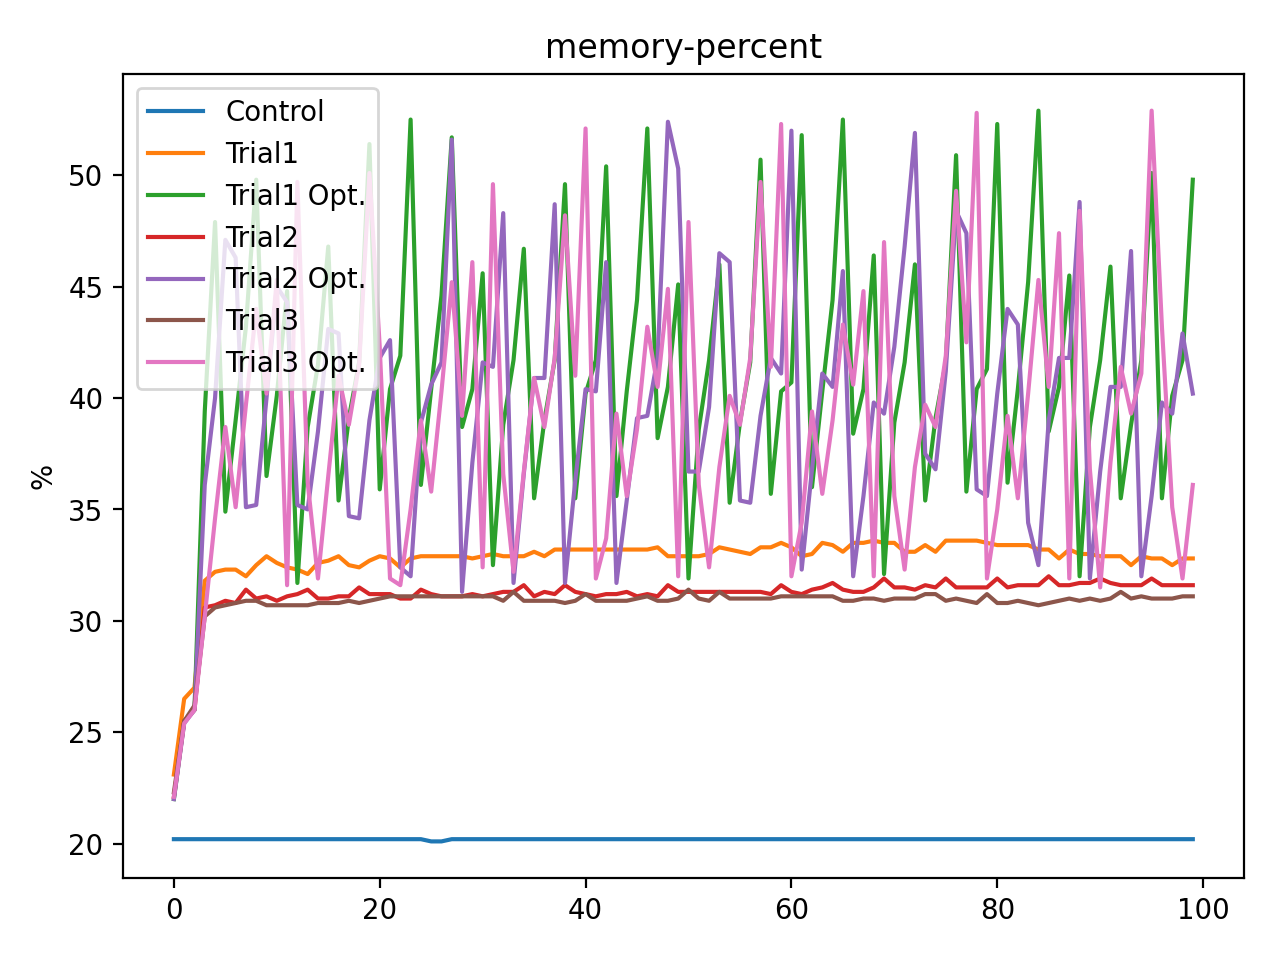 memory-percent
Control
Trial1
Trial1 Opt.
Trial2
Trial2 Opt.
Trial3
Trial3 Opt.
%
50
45
40
35
30
25
20
0 20 40 60 80 100